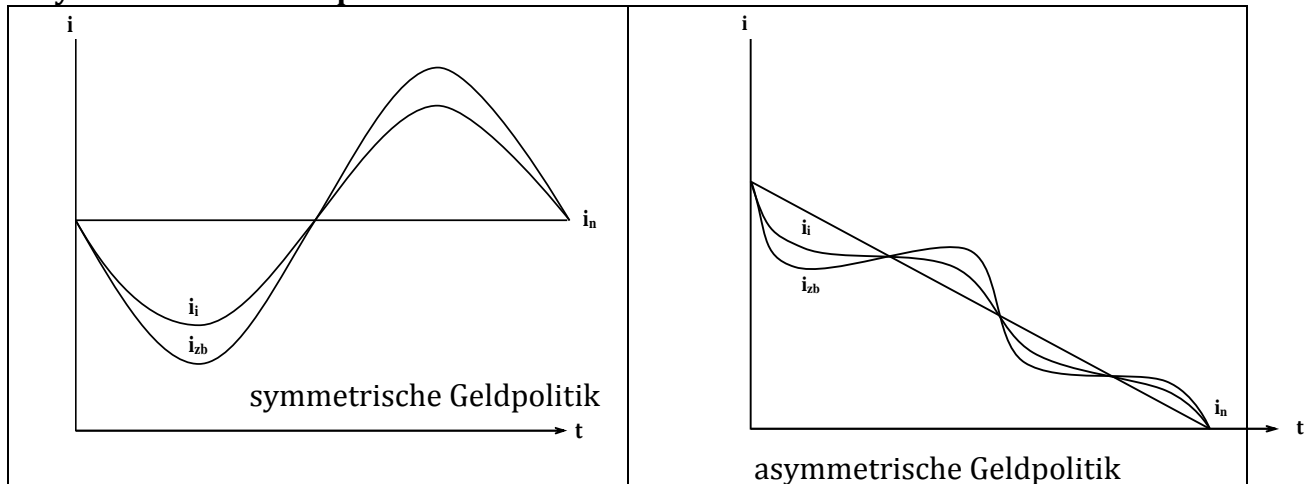 i
iᵢ
i_zb
iₙ
symmetrische Geldpolitik
t
i
iᵢ
i_zb
iₙ
t
asymmetrische Geldpolitik